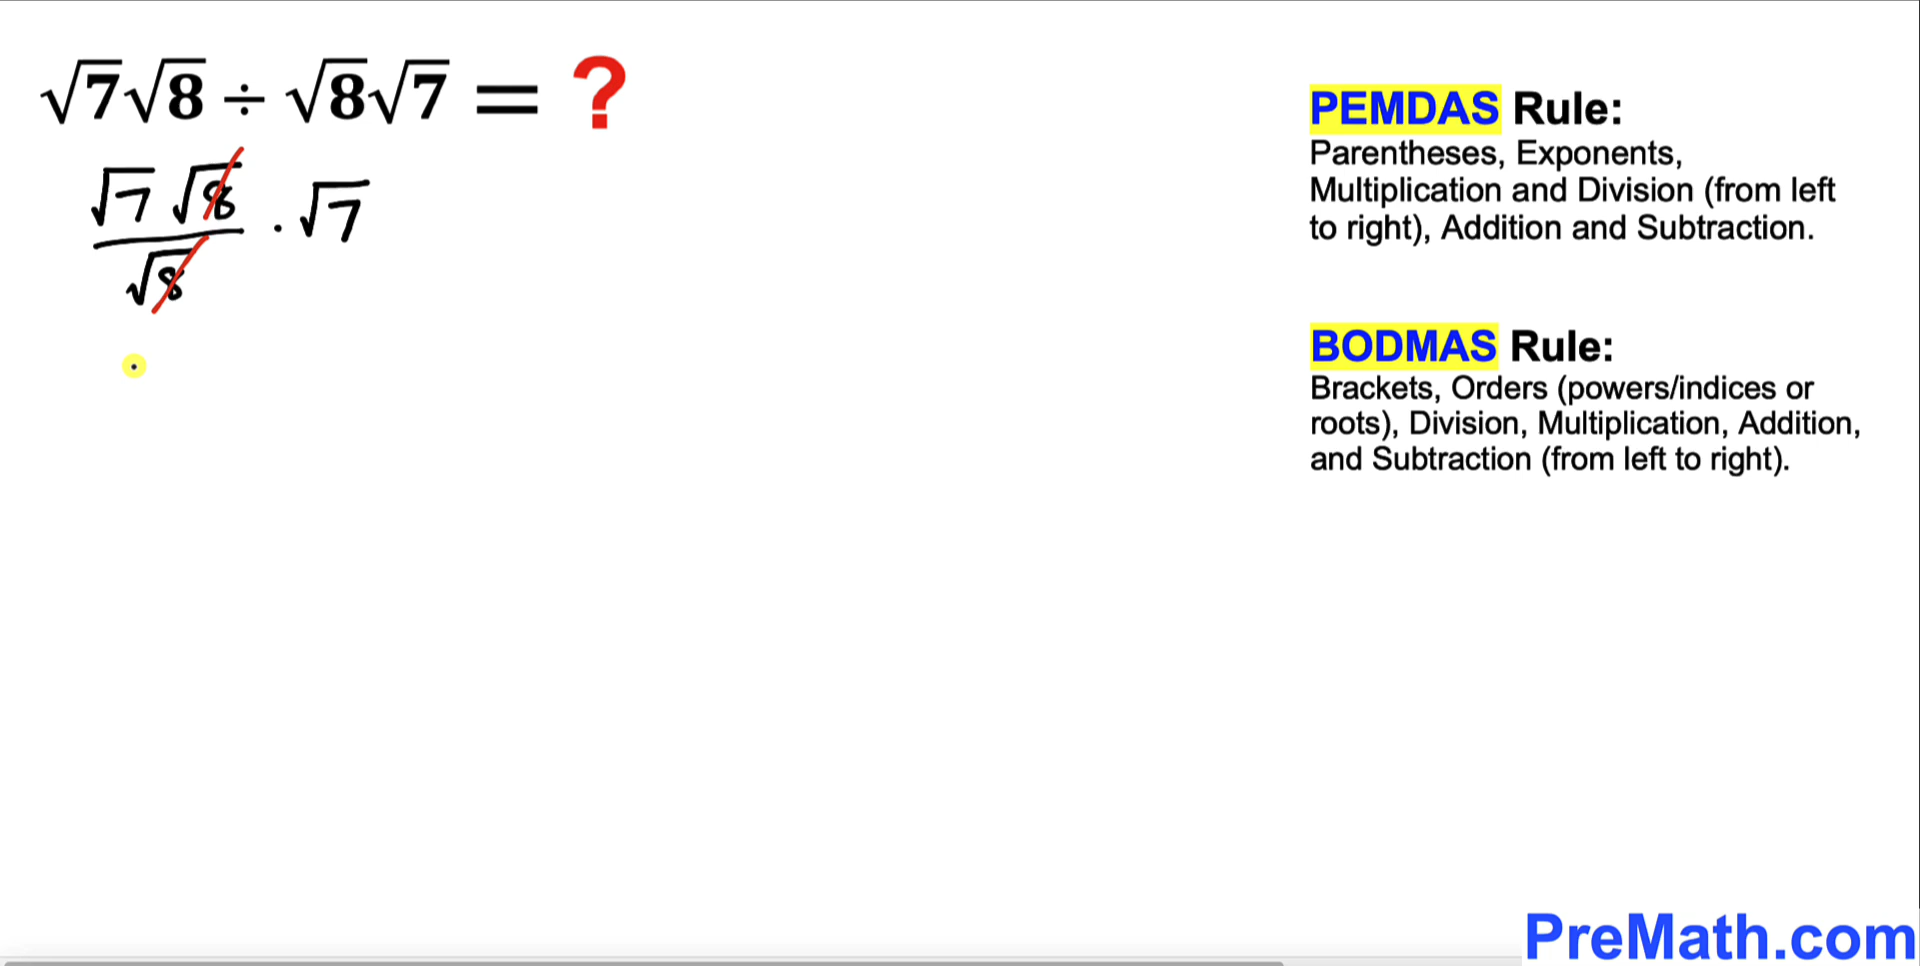 √7√8 ÷ √8√7 = ?
√7 √8 / √8 · √7
PEMDAS Rule:
Parentheses, Exponents,
Multiplication and Division (from left
to right), Addition and Subtraction.
BODMAS Rule:
Brackets, Orders (powers/indices or
roots), Division, Multiplication, Addition,
and Subtraction (from left to right).
PreMath.com